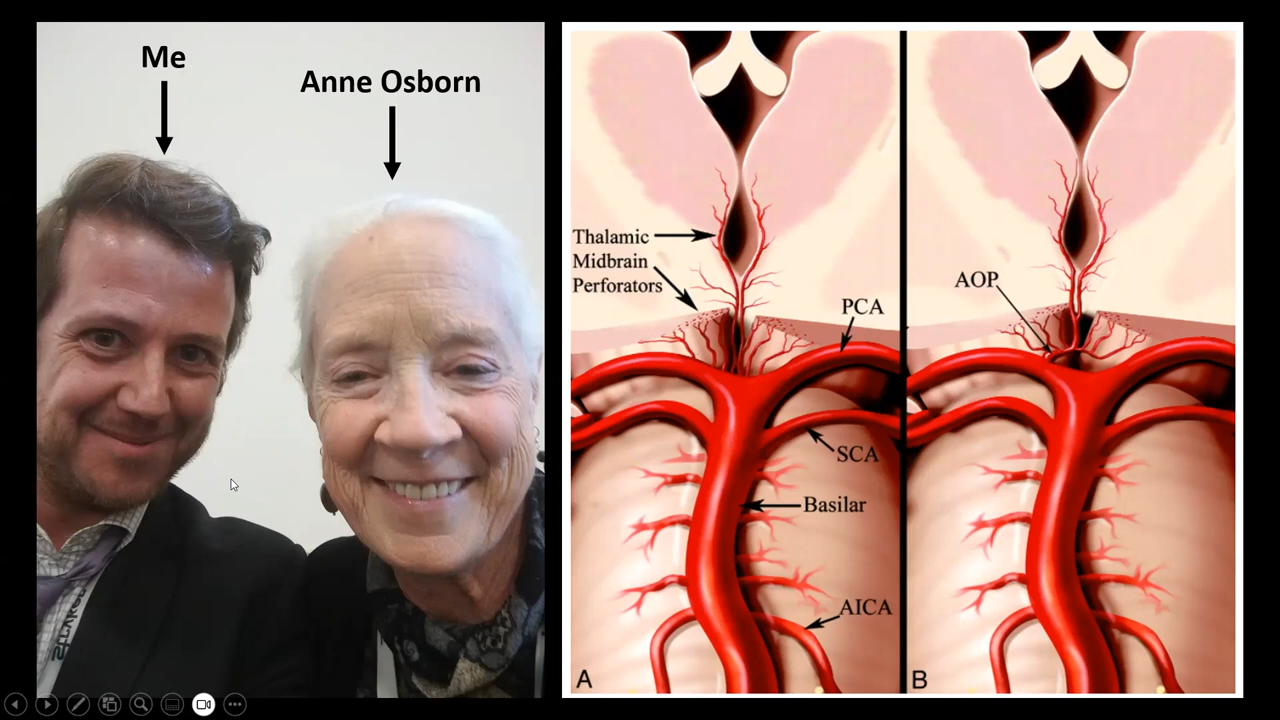 Me
Anne Osborn
Thalamic
Midbrain
Perforators
PCA
SCA
Basilar
AICA
A
AOP
B